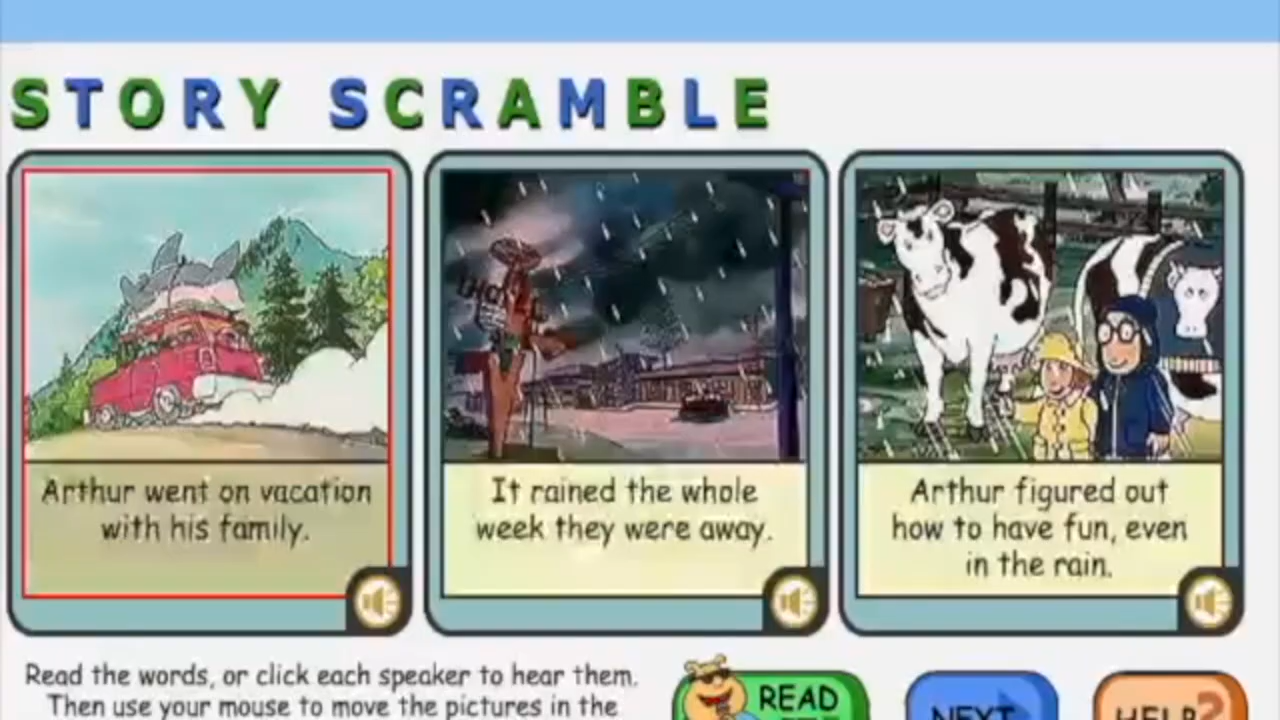 STORY SCRAMBLE
Arthur went on vacation
with his family.
It rained the whole
week they were away.
Arthur figured out
how to have fun, even
in the rain.
Read the words, or click each speaker to hear them.
Then use your mouse to move the pictures in the
READ
NEXT
HELP?